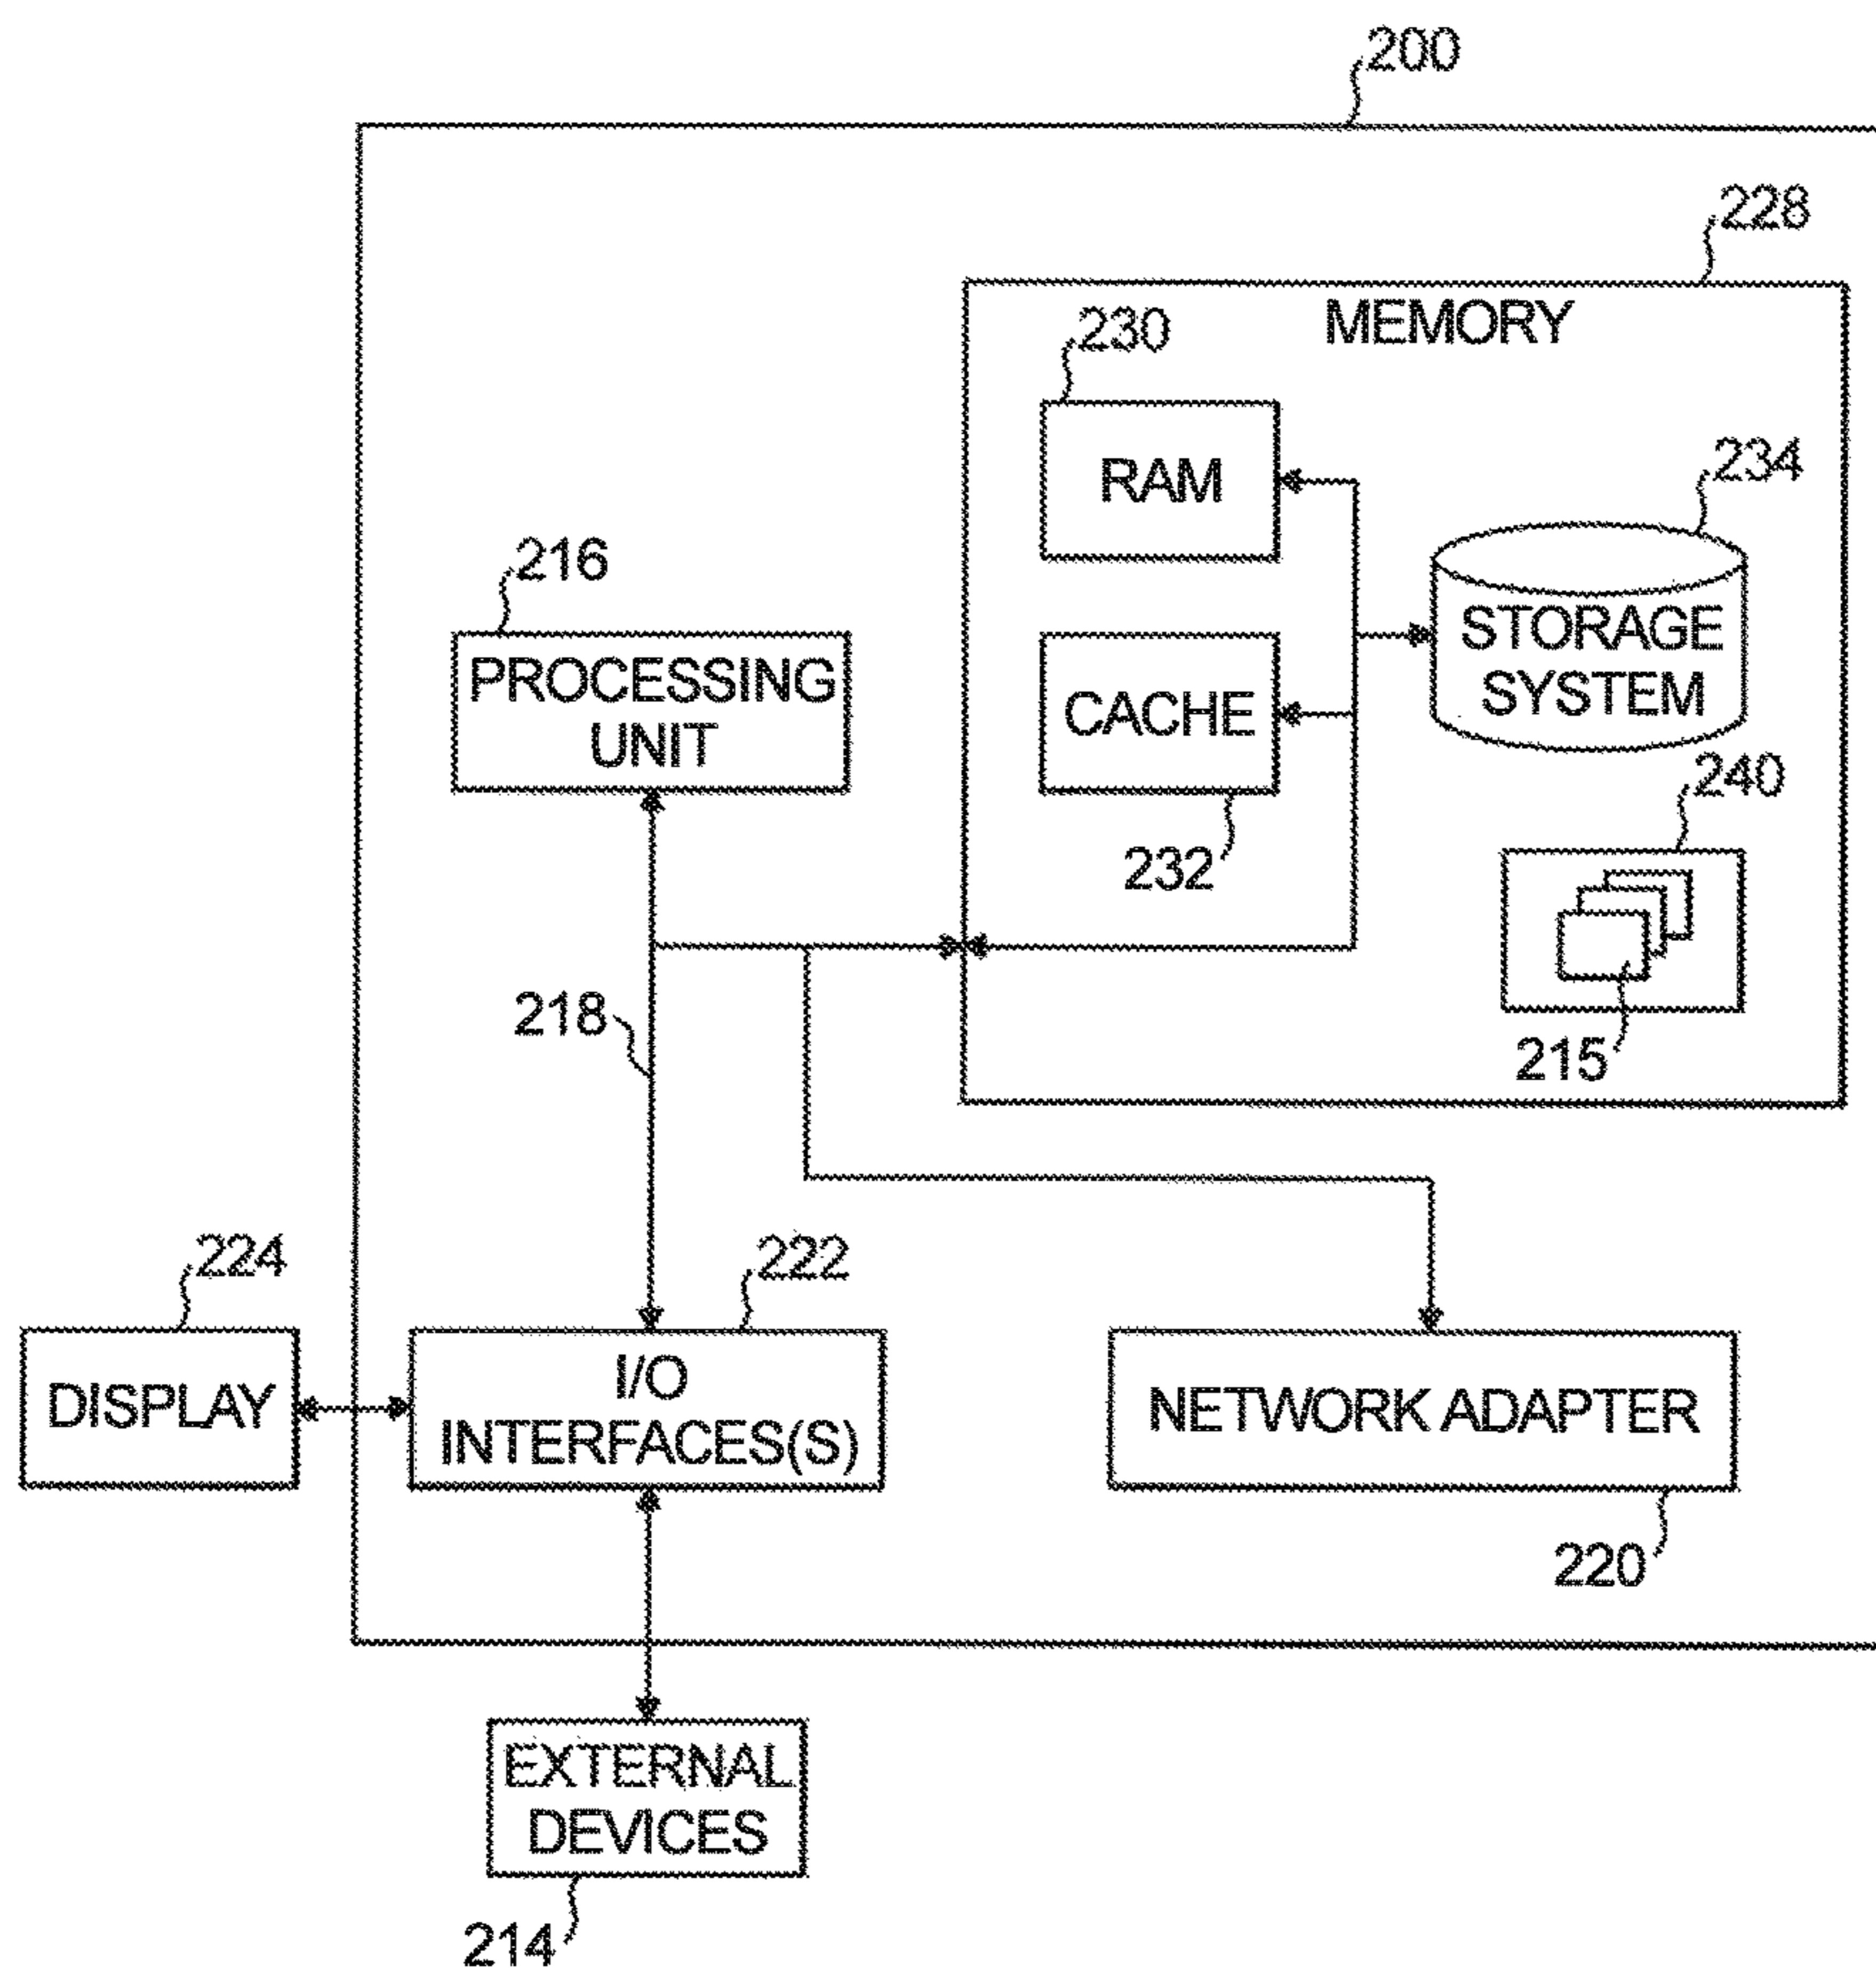 200
228
MEMORY
230
RAM
234
STORAGE
SYSTEM
216
PROCESSING
UNIT
CACHE
232
240
215
218
224
DISPLAY
222
I/O
INTERFACES(S)
NETWORK ADAPTER
220
EXTERNAL
DEVICES
214